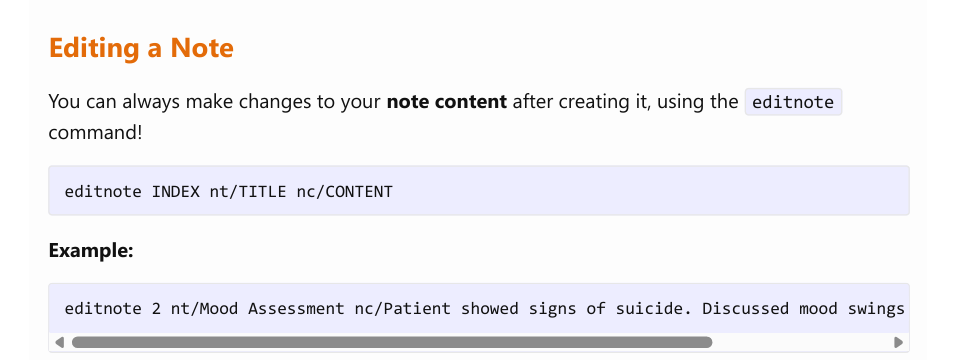 Editing a Note
You can always make changes to your note content after creating it, using the editnote
command!
editnote INDEX nt/TITLE nc/CONTENT
Example:
editnote 2 nt/Mood Assessment nc/Patient showed signs of suicide. Discussed mood swings